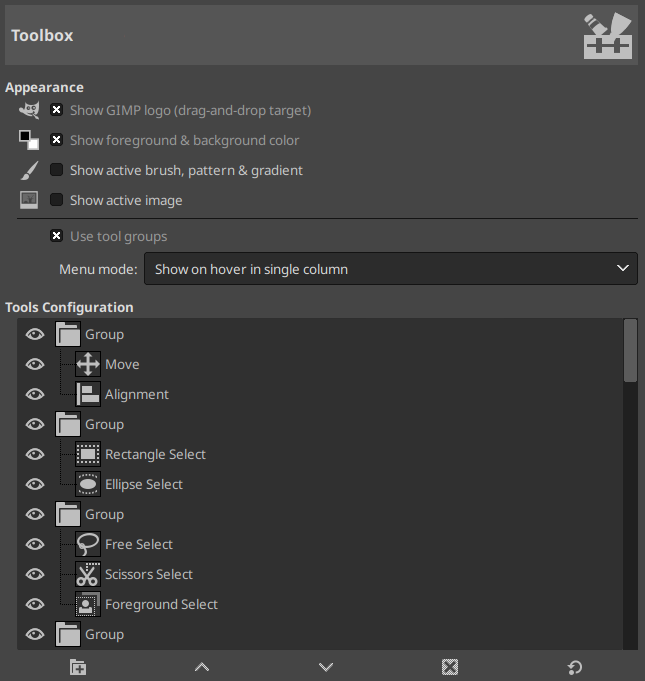 Toolbox
Appearance
Show GIMP logo (drag-and-drop target)
Show foreground & background color
Show active brush, pattern & gradient
Show active image
Use tool groups
Menu mode: Show on hover in single column
Tools Configuration
Group
Move
Alignment
Group
Rectangle Select
Ellipse Select
Group
Free Select
Scissors Select
Foreground Select
Group